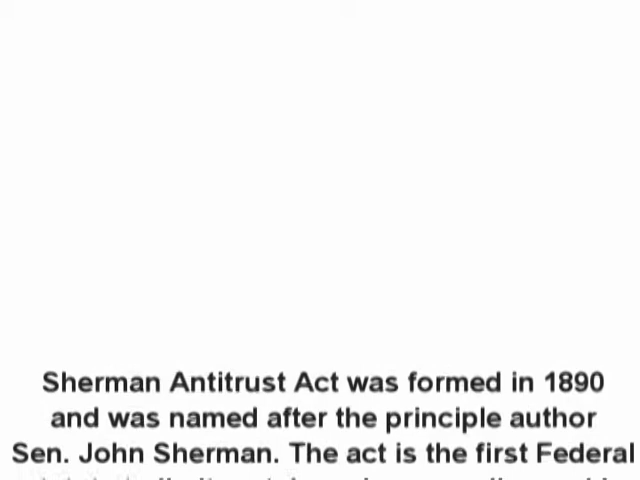 Sherman Antitrust Act was formed in 1890
and was named after the principle author
Sen. John Sherman. The act is the first Federal